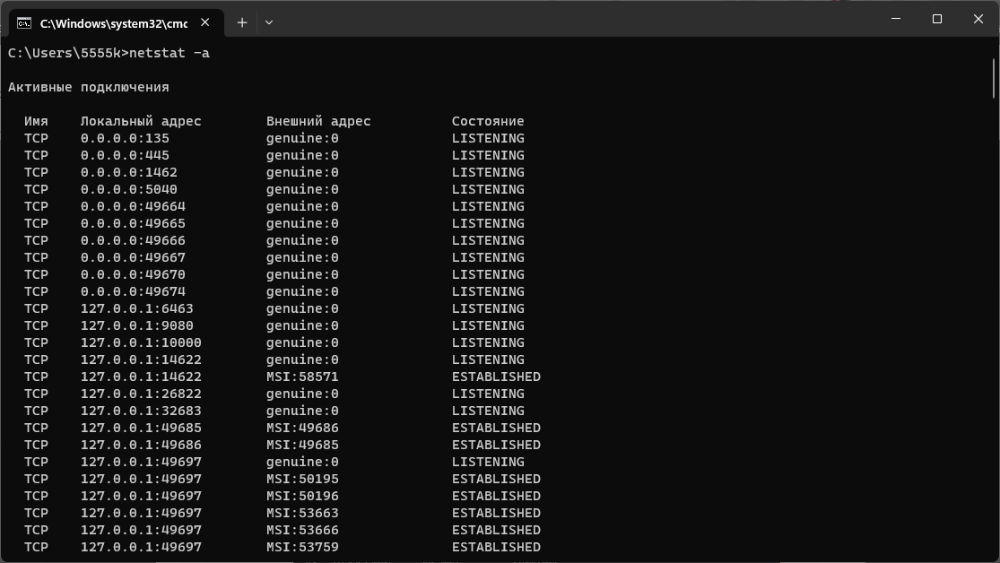 C:\Windows\system32\cmd
C:\Users\5555k>netstat -a
Активные подключения
Имя Локальный адрес Внешний адрес Состояние
TCP 0.0.0.0:135 genuine:0 LISTENING
TCP 0.0.0.0:445 genuine:0 LISTENING
TCP 0.0.0.0:1462 genuine:0 LISTENING
TCP 0.0.0.0:5040 genuine:0 LISTENING
TCP 0.0.0.0:49664 genuine:0 LISTENING
TCP 0.0.0.0:49665 genuine:0 LISTENING
TCP 0.0.0.0:49666 genuine:0 LISTENING
TCP 0.0.0.0:49667 genuine:0 LISTENING
TCP 0.0.0.0:49670 genuine:0 LISTENING
TCP 0.0.0.0:49674 genuine:0 LISTENING
TCP 127.0.0.1:6463 genuine:0 LISTENING
TCP 127.0.0.1:9080 genuine:0 LISTENING
TCP 127.0.0.1:10000 genuine:0 LISTENING
TCP 127.0.0.1:14622 genuine:0 LISTENING
TCP 127.0.0.1:14622 MSI:58571 ESTABLISHED
TCP 127.0.0.1:26822 genuine:0 LISTENING
TCP 127.0.0.1:32683 genuine:0 LISTENING
TCP 127.0.0.1:49685 MSI:49686 ESTABLISHED
TCP 127.0.0.1:49686 MSI:49685 ESTABLISHED
TCP 127.0.0.1:49697 genuine:0 LISTENING
TCP 127.0.0.1:49697 MSI:50195 ESTABLISHED
TCP 127.0.0.1:49697 MSI:50196 ESTABLISHED
TCP 127.0.0.1:49697 MSI:53663 ESTABLISHED
TCP 127.0.0.1:49697 MSI:53666 ESTABLISHED
TCP 127.0.0.1:49697 MSI:53759 ESTABLISHED